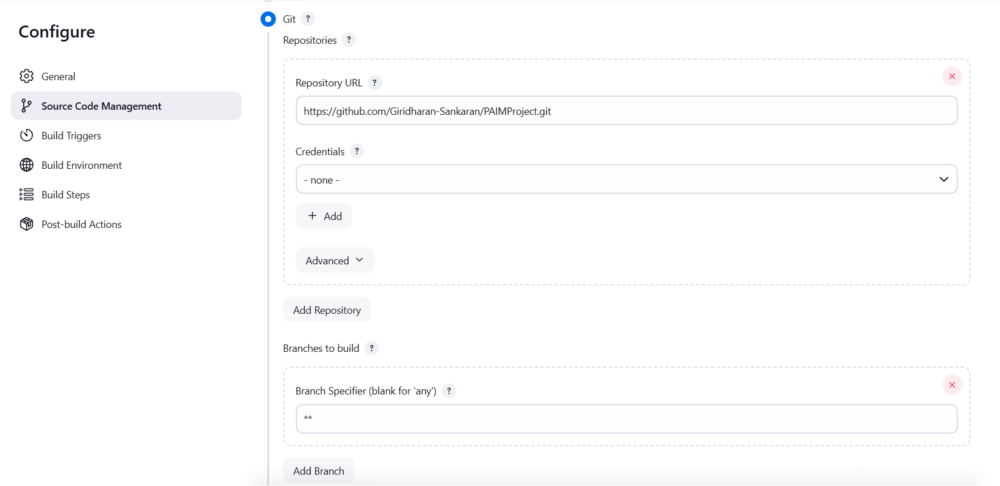 Configure
General
Source Code Management
Build Triggers
Build Environment
Build Steps
Post-build Actions
Git ?
Repositories ?
Repository URL ?
https://github.com/Giridharan-Sankaran/PAIMProject.git
Credentials ?
- none -
+ Add
Advanced
Add Repository
Branches to build ?
Branch Specifier (blank for 'any') ?
**
Add Branch